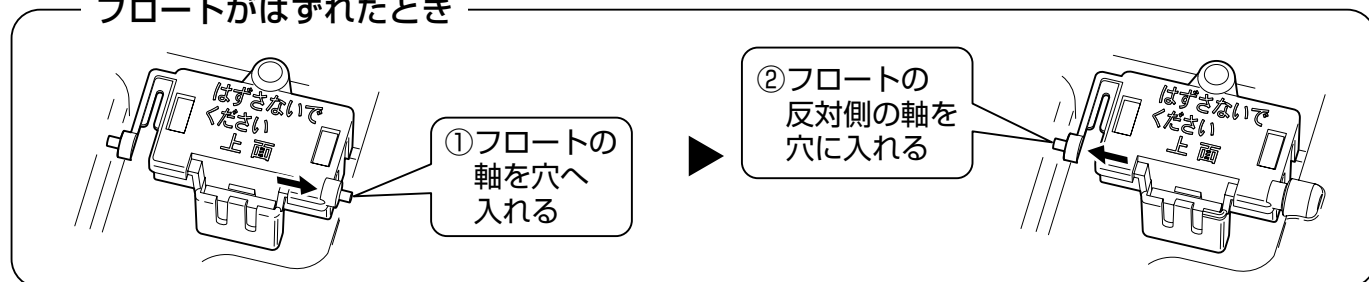 フロートがはずれたとき
はずさないで
ください
上面
①フロートの
軸を穴へ
入れる
②フロートの
反対側の軸を
穴に入れる
はずさないで
ください
上面